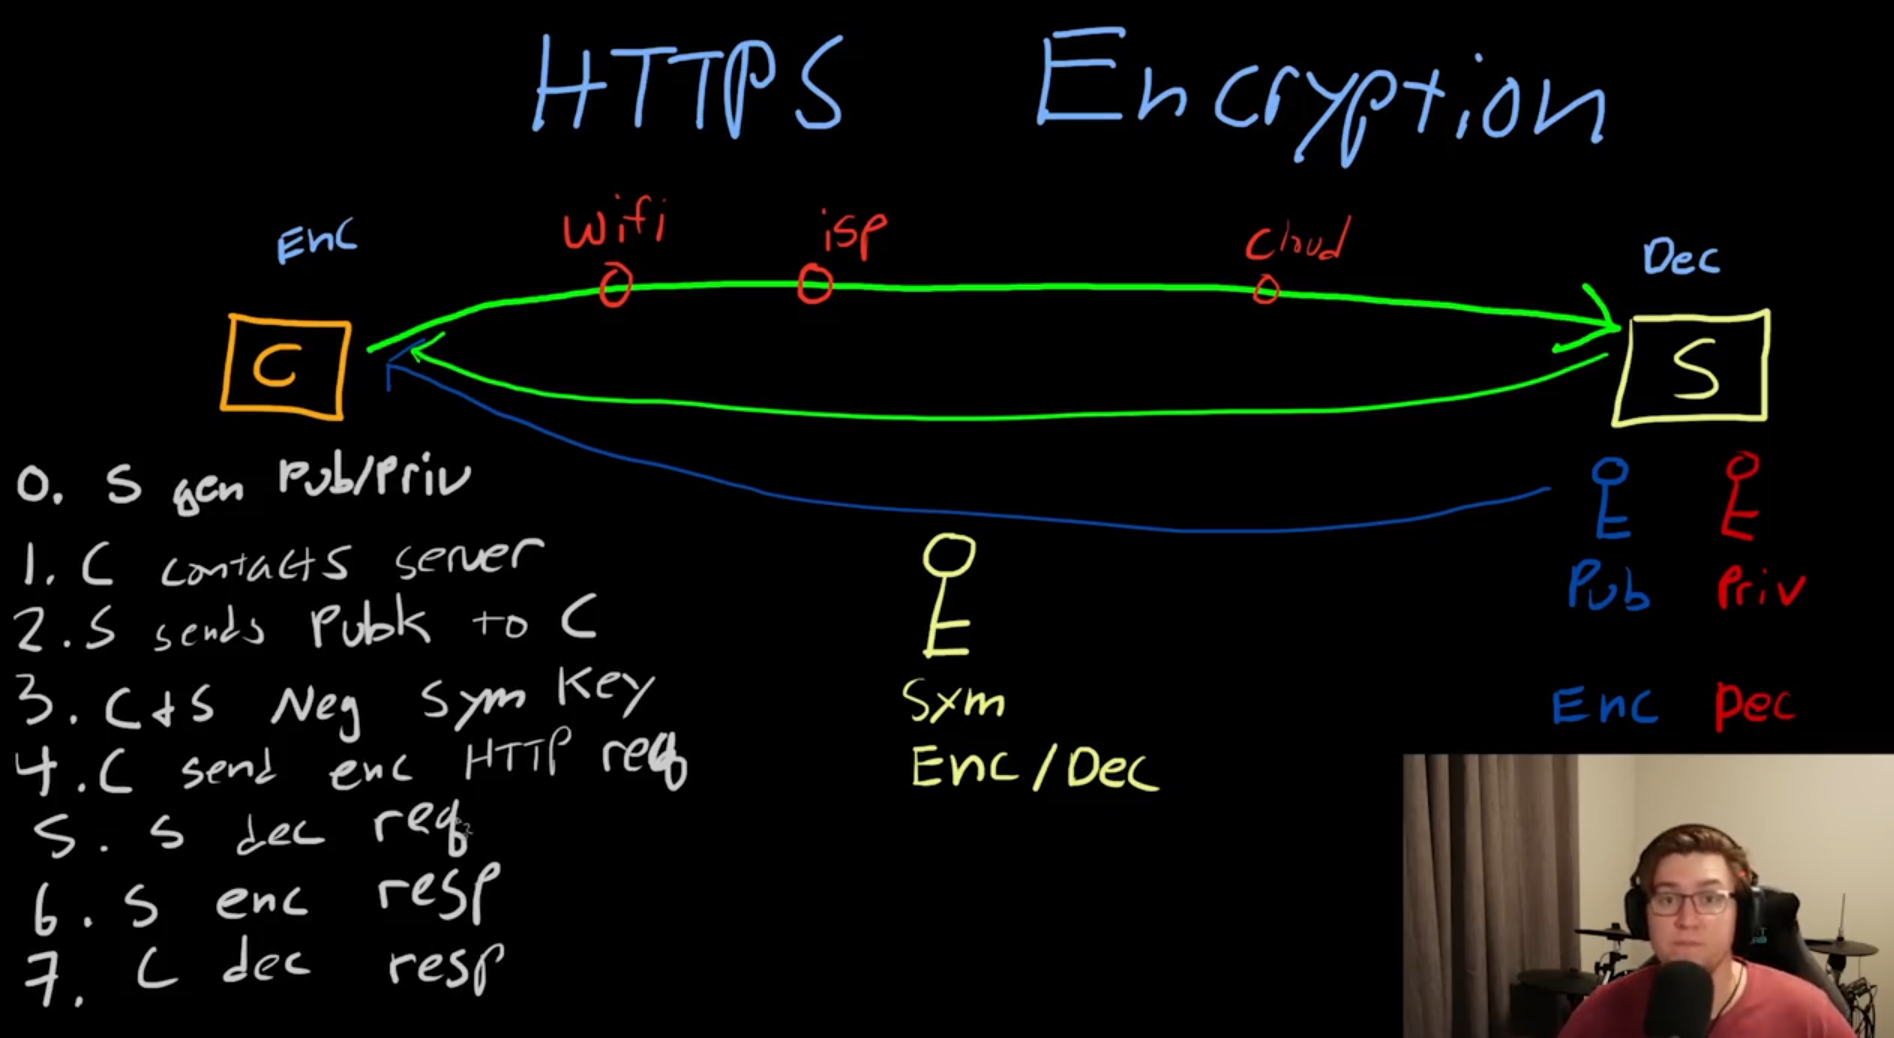 HTTPS Encryption
Enc
Wifi
isp
Cloud
Dec
C
S
0. S gen Pub/Priv
1. C contacts server
2. S sends Pubk to C
3. C+S Neg Sym Key
4. C send enc HTTP req
5. S dec req
6. S enc resp
7. C dec resp
Sym
Enc/Dec
Pub Priv
Enc Dec